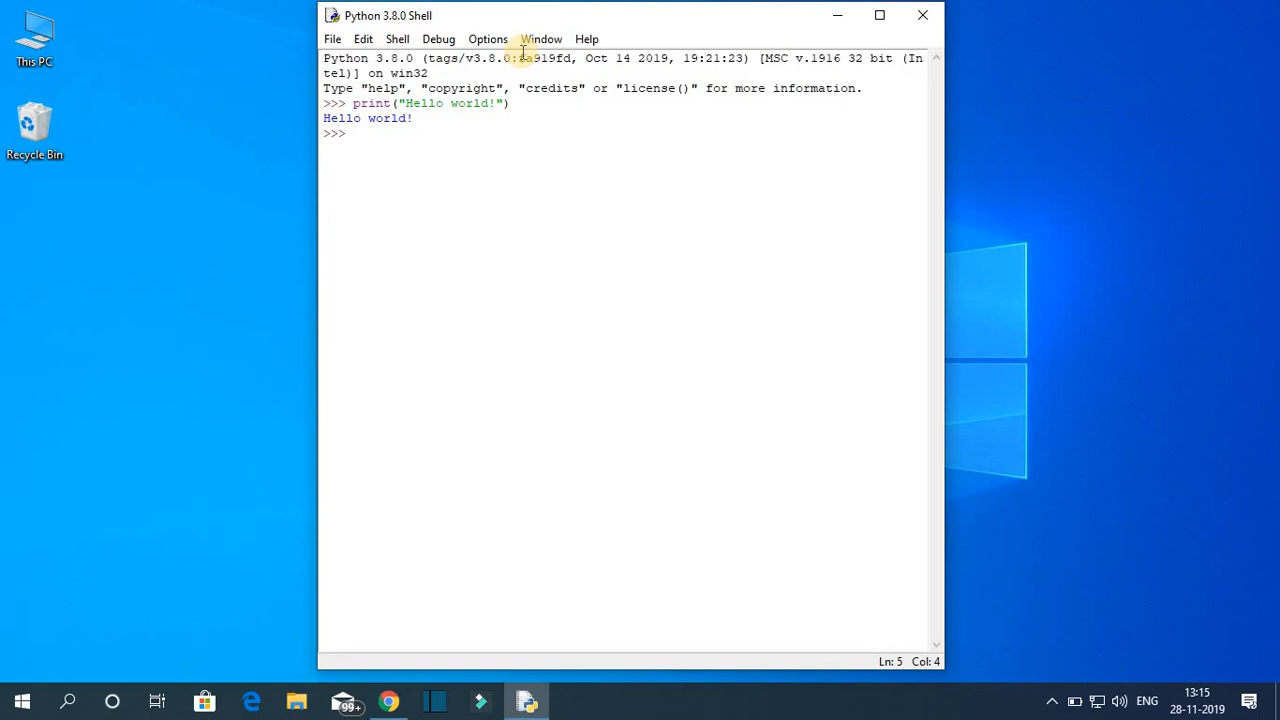 This PC
Recycle Bin
Python 3.8.0 Shell
File Edit Shell Debug Options Window Help
Python 3.8.0 (tags/v3.8.0:fa919fd, Oct 14 2019, 19:21:23) [MSC v.1916 32 bit (In
tel)] on win32
Type "help", "copyright", "credits" or "license()" for more information.
>>> print("Hello world!")
Hello world!
>>>
Ln: 5 Col: 4
99+
ENG
13:15
28-11-2019